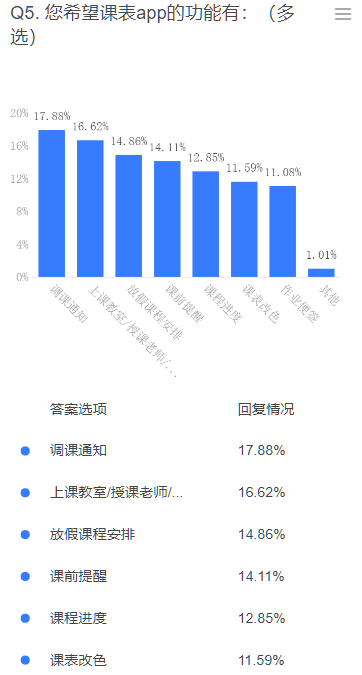 Q5. 您希望课表app的功能有：（多
选）
20%
16%
12%
8%
4%
0%
17.88%
16.62%
14.86%
14.11%
12.85%
11.59%
11.08%
1.01%
调课通知
上课教室/授课老师/...
放假课程安排
课前提醒
课程进度
课表改色
作业便签
其他
答案选项 回复情况
调课通知 17.88%
上课教室/授课老师/... 16.62%
放假课程安排 14.86%
课前提醒 14.11%
课程进度 12.85%
课表改色 11.59%